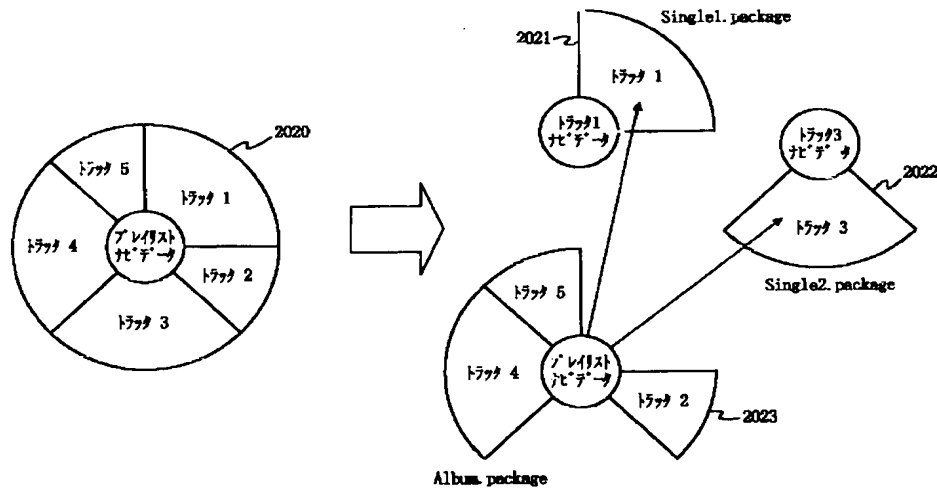 Single1.package
2021
トラック 1
トラック1
ナビデータ
2020
トラック 5
トラック 1
トラック 4
プレイリスト
ナビデータ
トラック 2
トラック 3
トラック3
ナビデータ
2022
トラック 3
Single2.package
トラック 5
トラック 4
プレイリスト
ナビデータ
トラック 2
2023
Album.package